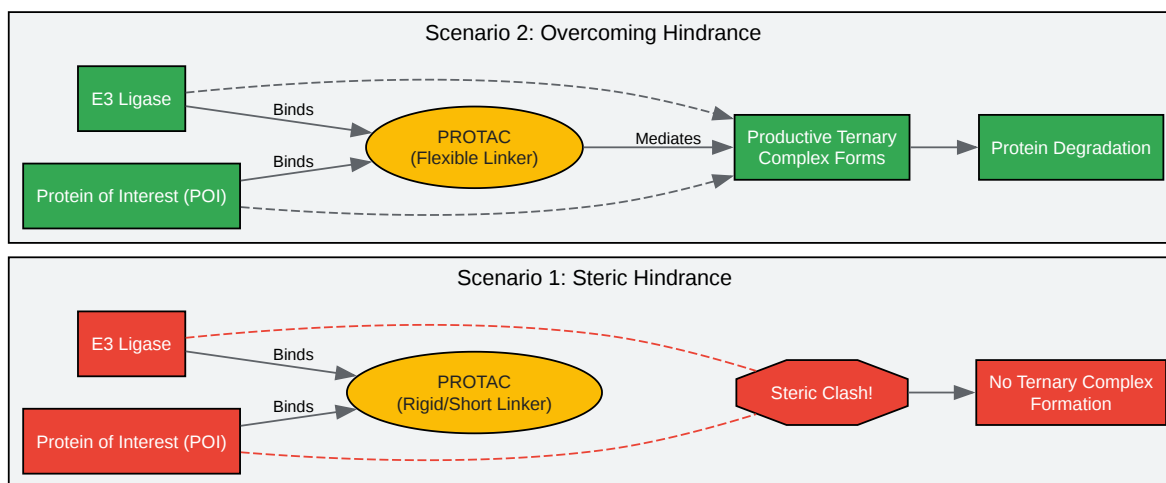 Scenario 2: Overcoming Hindrance
E3 Ligase
Binds
PROTAC
(Flexible Linker)
Mediates
Productive Ternary
Complex Forms
Protein Degradation
Binds
Protein of Interest (POI)
Scenario 1: Steric Hindrance
E3 Ligase
Binds
PROTAC
(Rigid/Short Linker)
Steric Clash!
No Ternary Complex
Formation
Binds
Protein of Interest (POI)